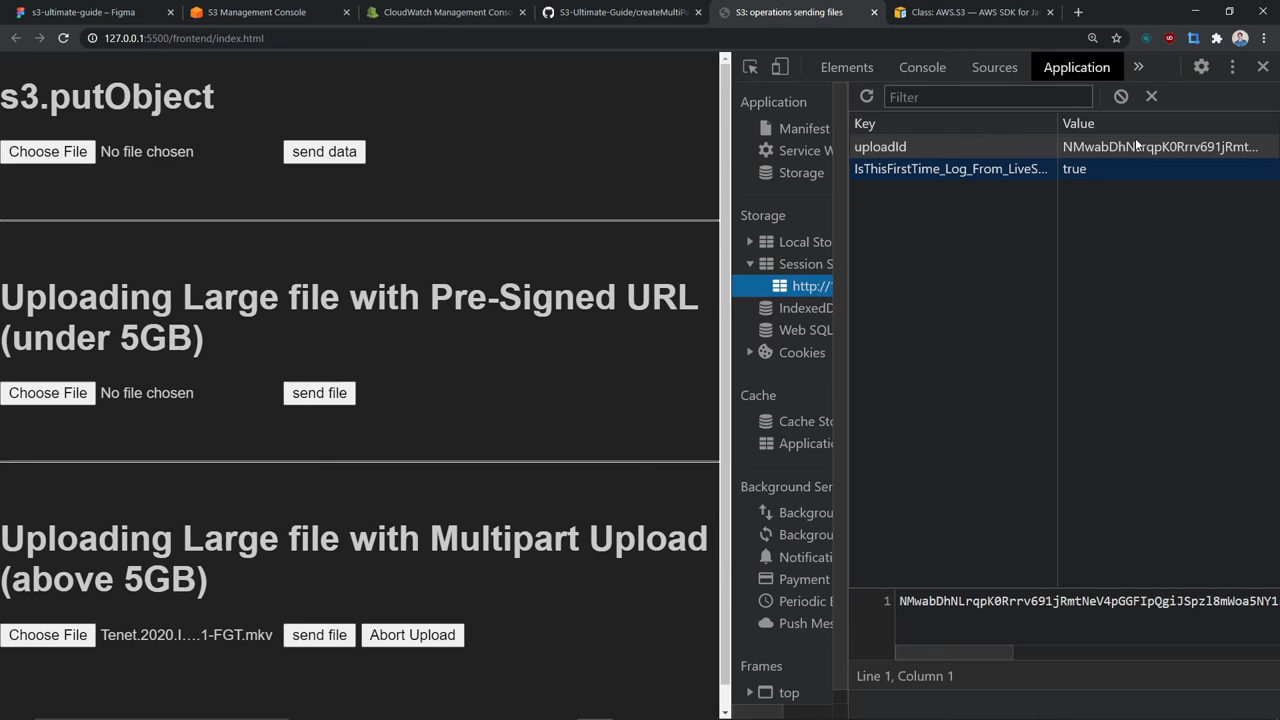 s3-ultimate-guide – Figma
S3 Management Console
CloudWatch Management Conso
S3-Ultimate-Guide/createMultiPa
S3: operations sending files
Class: AWS.S3 — AWS SDK for Ja
127.0.0.1:5500/frontend/index.html
s3.putObject
Choose File No file chosen send data
Uploading Large file with Pre-Signed URL
(under 5GB)
Choose File No file chosen send file
Uploading Large file with Multipart Upload
(above 5GB)
Choose File Tenet.2020.I....1-FGT.mkv send file Abort Upload
Elements Console Sources Application »
Application
Manifest
Service W
Storage
Storage
Local Sto
Session S
http://1
IndexedD
Web SQL
Cookies
Cache
Cache Sto
Applicatio
Background Ser
Backgrou
Backgrou
Notificati
Payment
Periodic B
Push Mes
Frames
top
Filter
Key Value
uploadId NMwabDhNLrqpK0Rrrv691jRmt...
IsThisFirstTime_Log_From_LiveS... true
1 NMwabDhNLrqpK0Rrrv691jRmtNeV4pGGFIpQgiJSpzl8mWoa5NY1
Line 1, Column 1